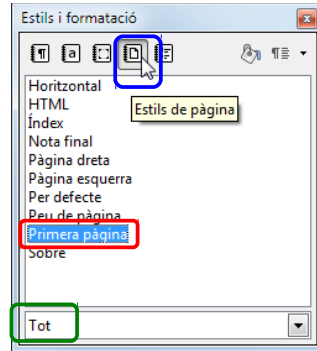 Estils i formatació
Estils de pàgina
Horitzontal
HTML
Índex
Nota final
Pàgina dreta
Pàgina esquerra
Per defecte
Peu de pàgina
Primera pàgina
Sobre
Tot